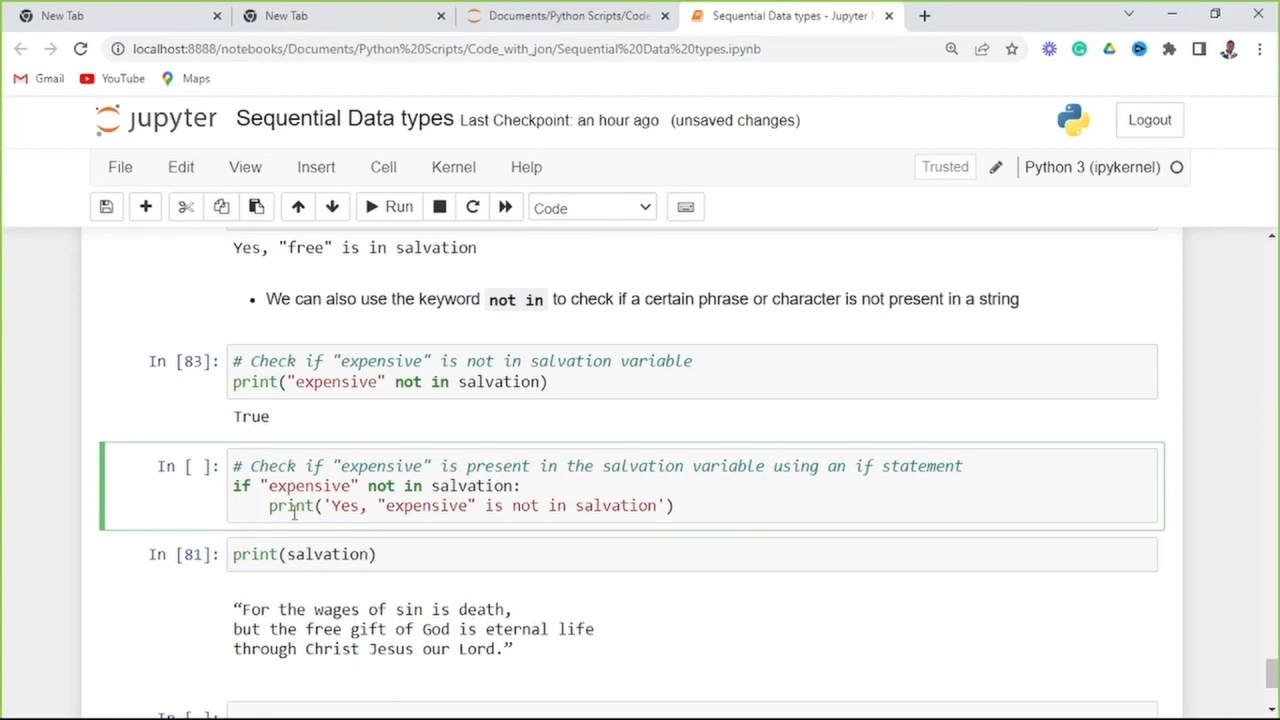 New Tab
New Tab
Documents/Python Scripts/Code
Sequential Data types - Jupyter
localhost:8888/notebooks/Documents/Python%20Scripts/Code_with_jon/Sequential%20Data%20types.ipynb
Gmail
YouTube
Maps
jupyter
Sequential Data types
Last Checkpoint: an hour ago
(unsaved changes)
Logout
File
Edit
View
Insert
Cell
Kernel
Help
Trusted
Python 3 (ipykernel)
Run
Code
Yes, "free" is in salvation
• We can also use the keyword not in to check if a certain phrase or character is not present in a string
In [83]:
# Check if "expensive" is not in salvation variable
print("expensive" not in salvation)
True
In [ ]:
# Check if "expensive" is present in the salvation variable using an if statement
if "expensive" not in salvation:
print('Yes, "expensive" is not in salvation')
In [81]:
print(salvation)
“For the wages of sin is death,
but the free gift of God is eternal life
through Christ Jesus our Lord.”
In [ ]: